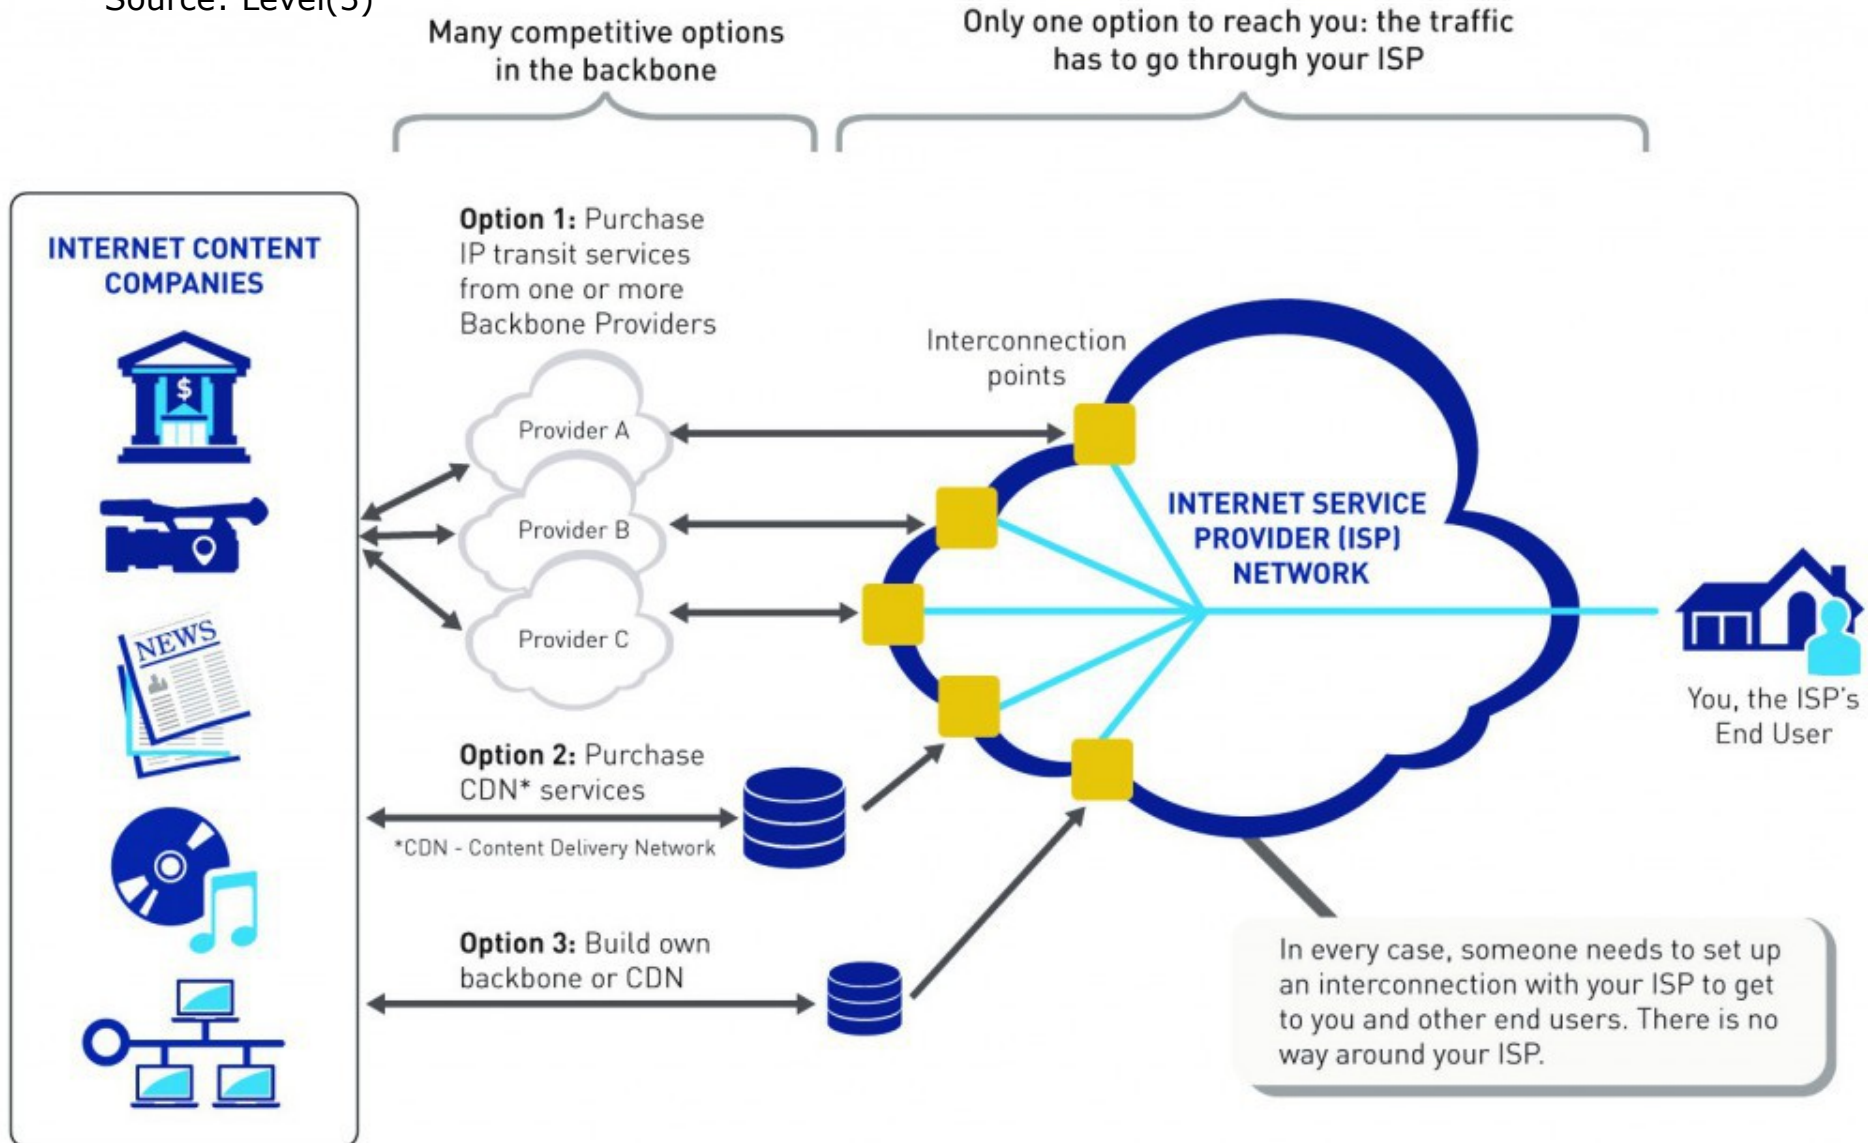 Source: Level(3)
Many competitive options
in the backbone
Only one option to reach you: the traffic
has to go through your ISP
INTERNET CONTENT
COMPANIES
$
NEWS
Option 1: Purchase
IP transit services
from one or more
Backbone Providers
Provider A
Provider B
Provider C
Option 2: Purchase
CDN* services
*CDN - Content Delivery Network
Option 3: Build own
backbone or CDN
Interconnection
points
INTERNET SERVICE
PROVIDER (ISP)
NETWORK
You, the ISP's
End User
In every case, someone needs to set up
an interconnection with your ISP to get
to you and other end users. There is no
way around your ISP.